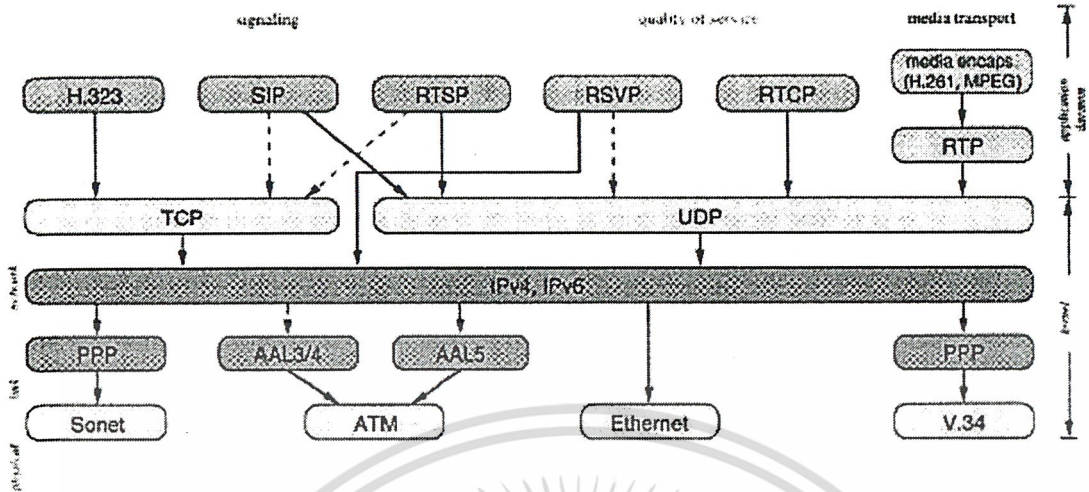 signaling
quality of service
media transport
media encaps
(H.261, MPEG)
H.323
SIP
RTSP
RSVP
RTCP
RTP
TCP
UDP
IPv4, IPv6
PPP
AAL3/4
AAL5
PPP
Sonet
ATM
Ethernet
V.34
physical